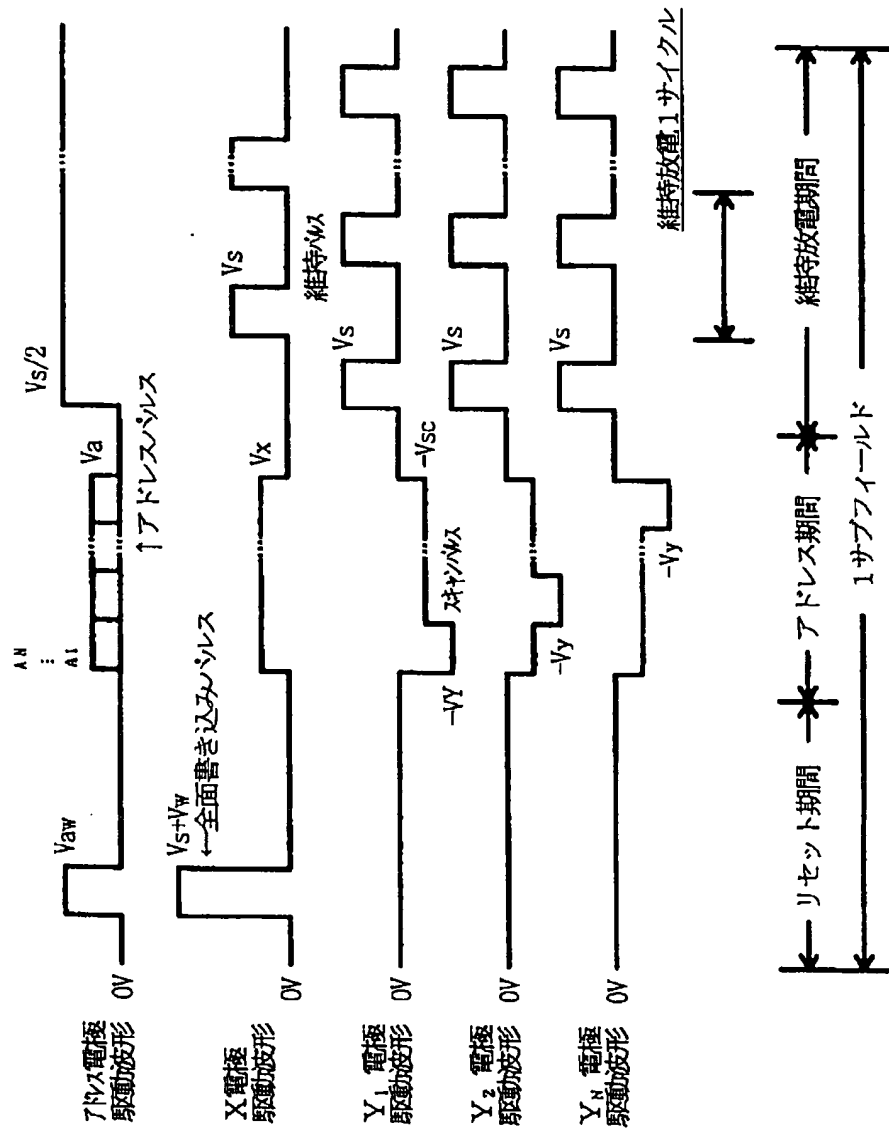 アドレス電極
駆動波形
0V
Vaw
AN
⋮
A1
Va
↑アドレスパルス
Vs/2
X電極
駆動波形
0V
Vs+Vw
←全面書き込みパルス
Vx
Vs
維持パルス
Y₁ 電極
駆動波形
0V
-VY
スキャンパルス
-Vsc
Vs
Y₂ 電極
駆動波形
0V
-Vy
Vs
Y_N 電極
駆動波形
0V
-Vy
Vs
維持放電1サイクル
リセット期間
アドレス期間
維持放電期間
1サブフィールド